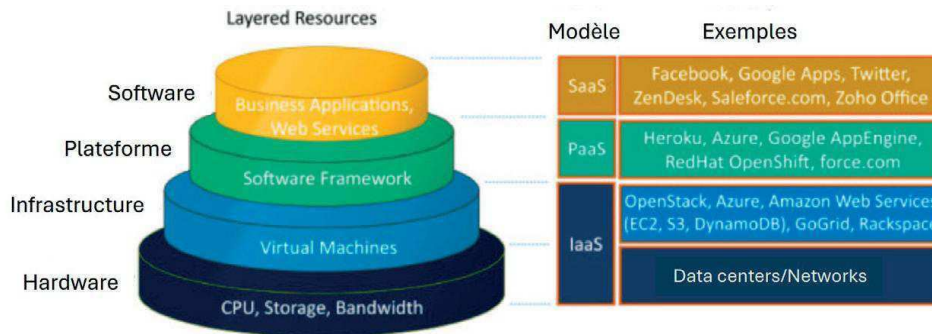 Layered Resources
Modèle
Exemples
Software
Business Applications,
Web Services
SaaS
Facebook, Google Apps, Twitter,
ZenDesk, Saleforce.com, Zoho Office
Plateforme
Software Framework
PaaS
Heroku, Azure, Google AppEngine,
RedHat OpenShift, force.com
Infrastructure
Virtual Machines
IaaS
OpenStack, Azure, Amazon Web Services
(EC2, S3, DynamoDB), GoGrid, Rackspace
Hardware
CPU, Storage, Bandwidth
Data centers/Networks